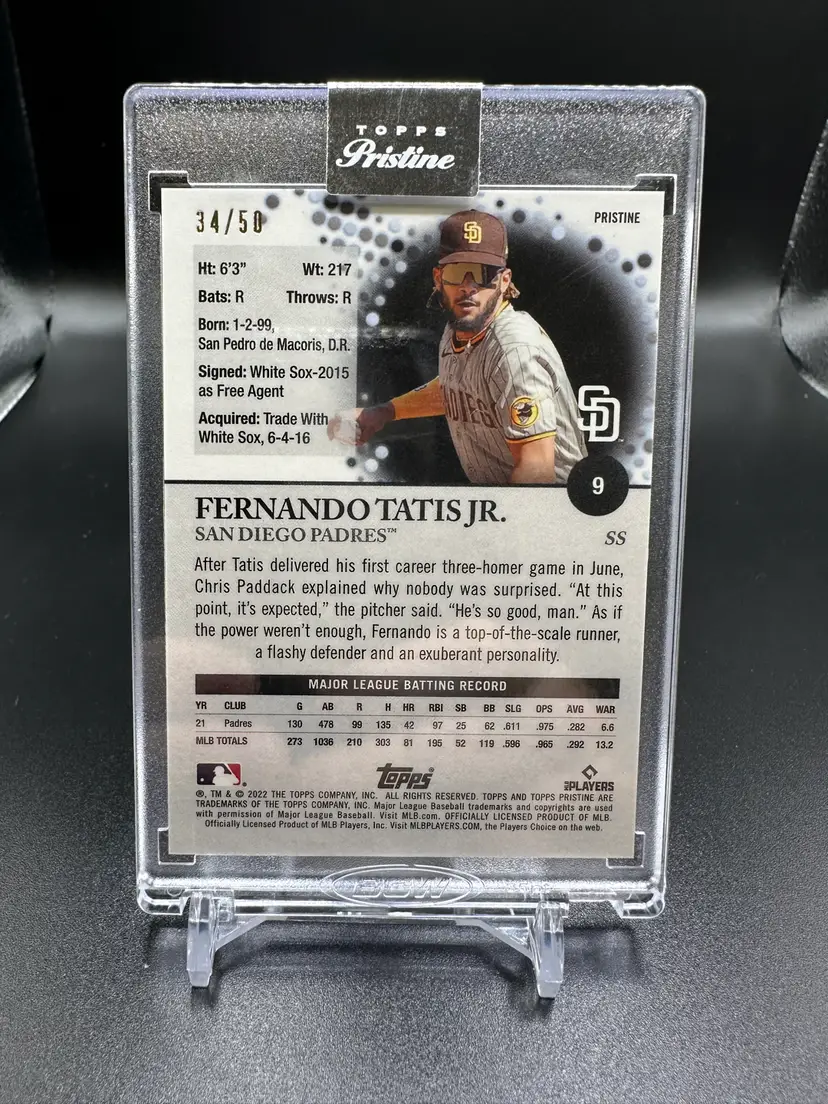 TOPPS
Pristine
34/50
PRISTINE
SD
Ht: 6'3" Wt: 217
Bats: R Throws: R
Born: 1-2-99,
San Pedro de Macoris, D.R.
Signed: White Sox-2015
as Free Agent
Acquired: Trade With
White Sox, 6-4-16
SD
9
FERNANDO TATIS JR.
SAN DIEGO PADRES™
SS
After Tatis delivered his first career three-homer game in June,
Chris Paddack explained why nobody was surprised. “At this
point, it's expected,” the pitcher said. “He's so good, man.” As if
the power weren't enough, Fernando is a top-of-the-scale runner,
a flashy defender and an exuberant personality.
MAJOR LEAGUE BATTING RECORD
YR CLUB G AB R H HR RBI SB BB SLG OPS AVG WAR
21 Padres 130 478 99 135 42 97 25 62 .611 .975 .282 6.6
MLB TOTALS 273 1036 210 303 81 195 52 119 .596 .965 .292 13.2
Topps
PLAYERS
®, TM & © 2022 THE TOPPS COMPANY, INC. ALL RIGHTS RESERVED. TOPPS AND TOPPS PRISTINE ARE
TRADEMARKS OF THE TOPPS COMPANY, INC. Major League Baseball trademarks and copyrights are used
with permission of Major League Baseball. Visit MLB.com. OFFICIALLY LICENSED PRODUCT OF MLB.
Officially Licensed Product of MLB Players, Inc. Visit MLBPLAYERS.COM, the Players Choice on the web.
BCW